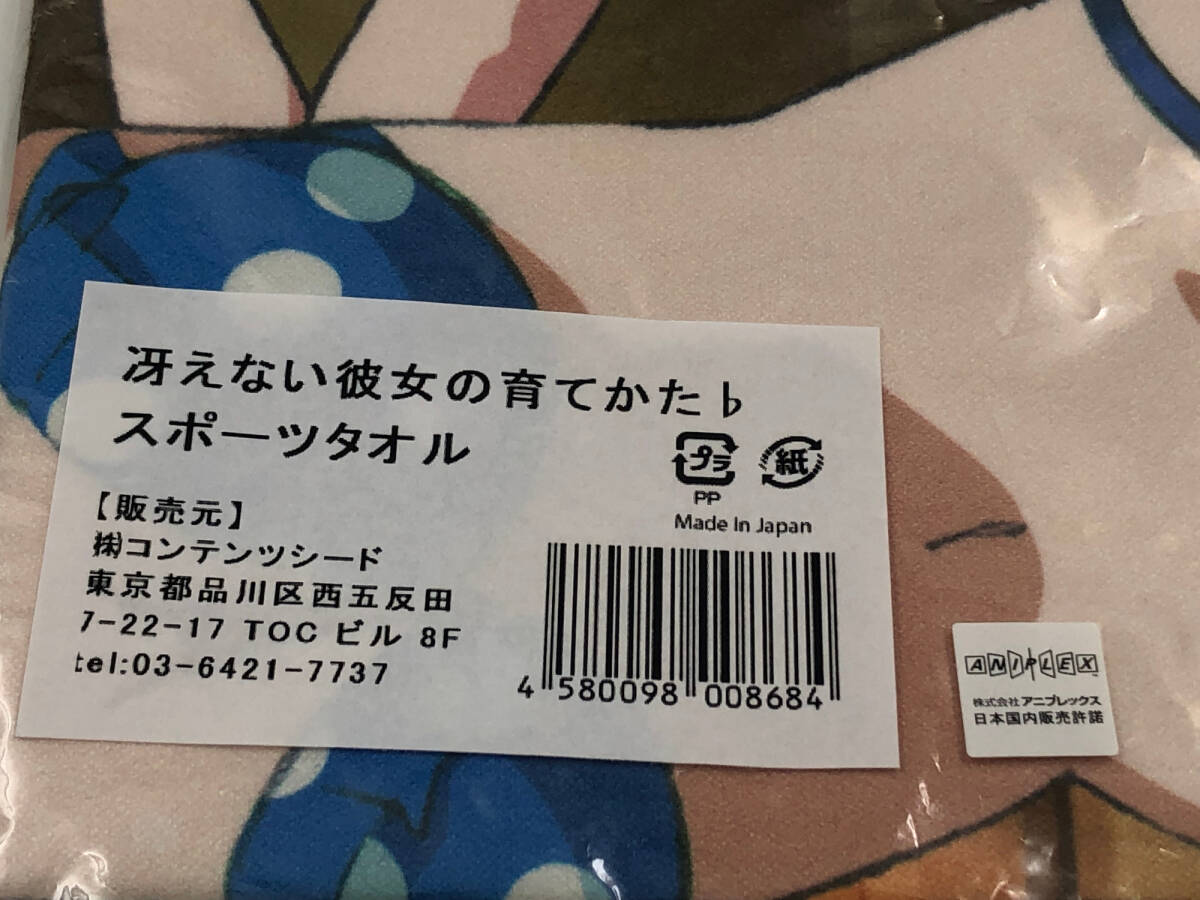 冴えない彼女の育てかた♭
スポーツタオル
プラ
PP
紙
Made In Japan
【販売元】
㈱コンテンツシード
東京都品川区西五反田
7-22-17 TOC ビル 8F
tel:03-6421-7737
4 580098 008684
ANIPLEX
株式会社 アニプレックス
日本国内販売許諾